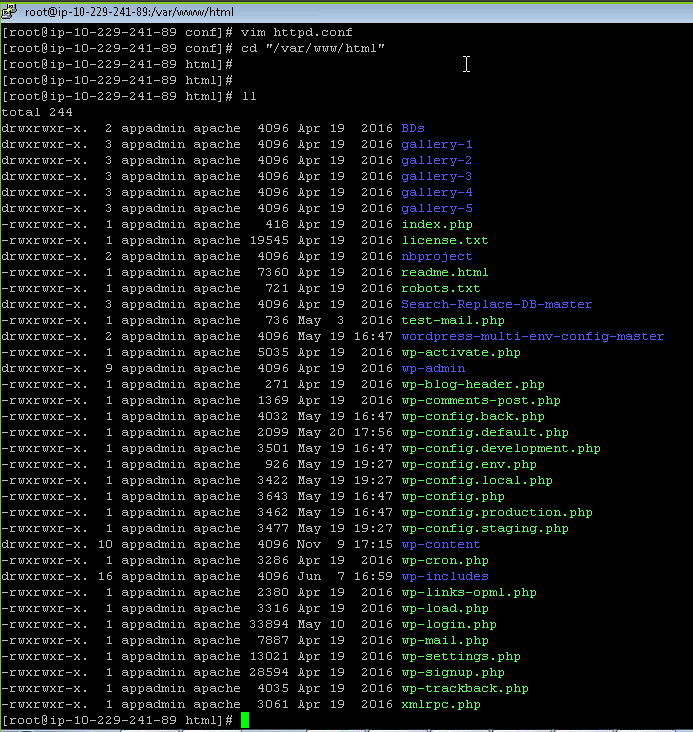 root@ip-10-229-241-89:/var/www/html
[root@ip-10-229-241-89 conf]# vim httpd.conf
[root@ip-10-229-241-89 conf]# cd "/var/www/html"
[root@ip-10-229-241-89 html]#
[root@ip-10-229-241-89 html]#
[root@ip-10-229-241-89 html]# ll
total 244
drwxrwxr-x.  2 appadmin apache  4096 Apr 19  2016 BDs
drwxrwxr-x.  3 appadmin apache  4096 Apr 19  2016 gallery-1
drwxrwxr-x.  3 appadmin apache  4096 Apr 19  2016 gallery-2
drwxrwxr-x.  3 appadmin apache  4096 Apr 19  2016 gallery-3
drwxrwxr-x.  3 appadmin apache  4096 Apr 19  2016 gallery-4
drwxrwxr-x.  3 appadmin apache  4096 Apr 19  2016 gallery-5
-rwxrwxr-x.  1 appadmin apache   418 Apr 19  2016 index.php
-rwxrwxr-x.  1 appadmin apache 19545 Apr 19  2016 license.txt
drwxrwxr-x.  2 appadmin apache  4096 Apr 19  2016 nbproject
-rwxrwxr-x.  1 appadmin apache  7360 Apr 19  2016 readme.html
-rwxrwxr-x.  1 appadmin apache   721 Apr 19  2016 robots.txt
drwxrwxr-x.  3 appadmin apache  4096 Apr 19  2016 Search-Replace-DB-master
-rwxrwxr-x.  1 appadmin apache   736 May  3  2016 test-mail.php
drwxrwxr-x.  2 appadmin apache  4096 May 19 16:47 wordpress-multi-env-config-master
-rwxrwxr-x.  1 appadmin apache  5035 Apr 19  2016 wp-activate.php
drwxrwxr-x.  9 appadmin apache  4096 Apr 19  2016 wp-admin
-rwxrwxr-x.  1 appadmin apache   271 Apr 19  2016 wp-blog-header.php
-rwxrwxr-x.  1 appadmin apache  1369 Apr 19  2016 wp-comments-post.php
-rwxrwxr-x.  1 appadmin apache  4032 May 19 16:47 wp-config.back.php
-rwxrwxr-x.  1 appadmin apache  2099 May 20 17:56 wp-config.default.php
-rwxrwxr-x.  1 appadmin apache  3501 May 19 16:47 wp-config.development.php
-rwxrwxr-x.  1 appadmin apache   926 May 19 19:27 wp-config.env.php
-rwxrwxr-x.  1 appadmin apache  3422 May 19 19:27 wp-config.local.php
-rwxrwxr-x.  1 appadmin apache  3643 May 19 16:47 wp-config.php
-rwxrwxr-x.  1 appadmin apache  3462 May 19 16:47 wp-config.production.php
-rwxrwxr-x.  1 appadmin apache  3477 May 19 19:27 wp-config.staging.php
drwxrwxr-x. 10 appadmin apache  4096 Nov  9 17:15 wp-content
-rwxrwxr-x.  1 appadmin apache  3286 Apr 19  2016 wp-cron.php
drwxrwxr-x. 16 appadmin apache  4096 Jun  7 16:59 wp-includes
-rwxrwxr-x.  1 appadmin apache  2380 Apr 19  2016 wp-links-opml.php
-rwxrwxr-x.  1 appadmin apache  3316 Apr 19  2016 wp-load.php
-rwxrwxr-x.  1 appadmin apache 33894 May 10  2016 wp-login.php
-rwxrwxr-x.  1 appadmin apache  7887 Apr 19  2016 wp-mail.php
-rwxrwxr-x.  1 appadmin apache 13021 Apr 19  2016 wp-settings.php
-rwxrwxr-x.  1 appadmin apache 28594 Apr 19  2016 wp-signup.php
-rwxrwxr-x.  1 appadmin apache  4035 Apr 19  2016 wp-trackback.php
-rwxrwxr-x.  1 appadmin apache  3061 Apr 19  2016 xmlrpc.php
[root@ip-10-229-241-89 html]#